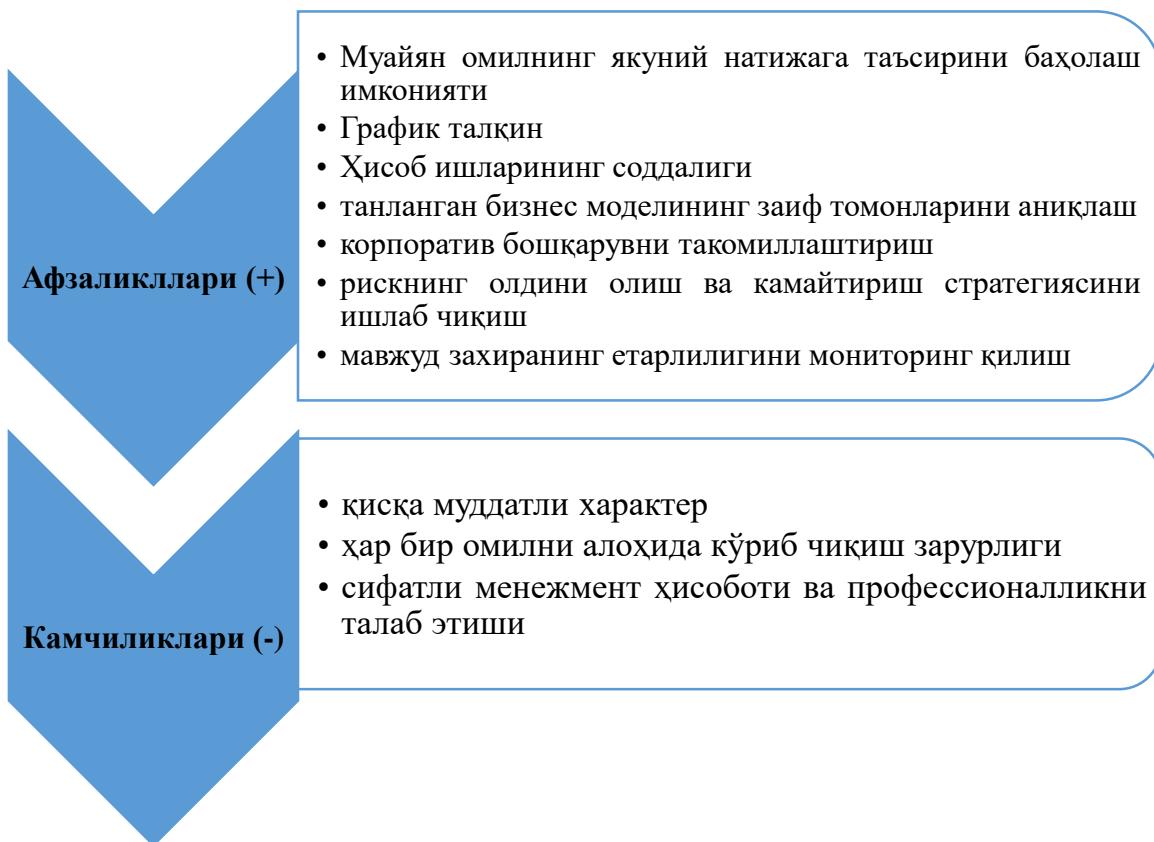 Афзаликллари (+)
• Муайян омилнинг якуний натижага таъсирини баҳолаш
имконияти
• График талқин
• Ҳисоб ишларининг соддалиги
• танланган бизнес моделининг заиф томонларини аниқлаш
• корпоратив бошқарувни такомиллаштириш
• рискнинг олдини олиш ва камайтириш стратегиясини
ишлаб чиқиш
• мавжуд захиранинг етарлилигини мониторинг қилиш
Камчиликлари (-)
• қисқа муддатли характер
• ҳар бир омилни алоҳида кўриб чиқиш зарурлиги
• сифатли менежмент ҳисоботи ва профессионалликни
талаб этиши